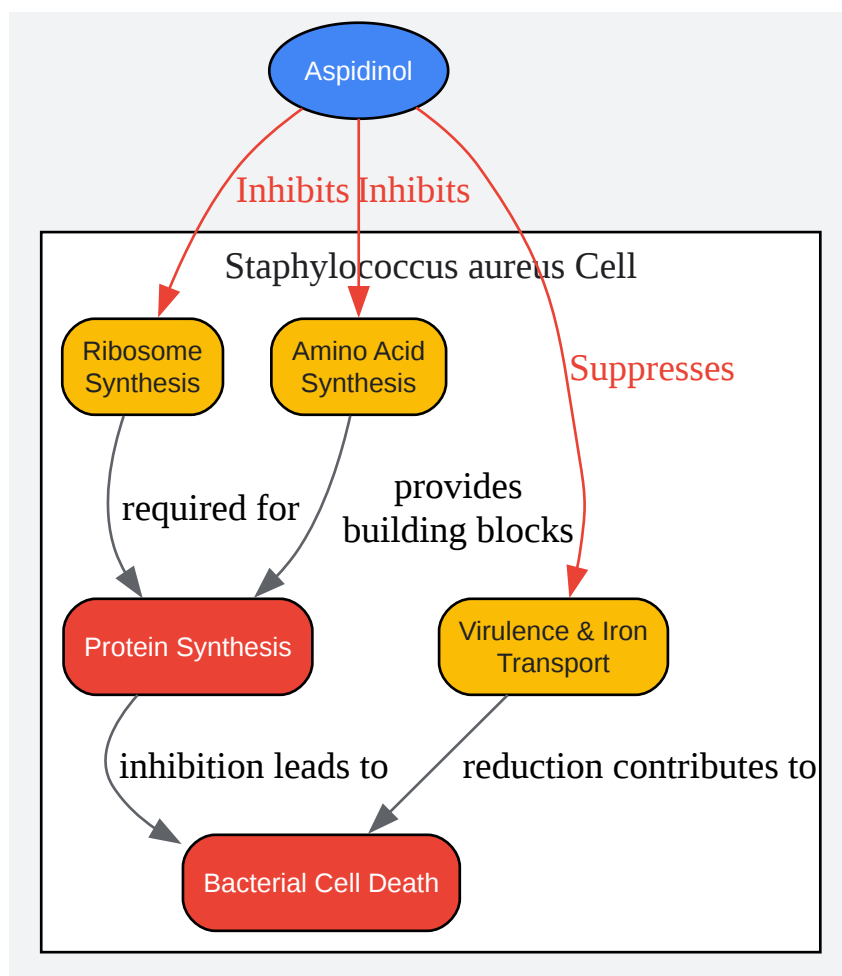 Aspidinol
Inhibits Inhibits
Staphylococcus aureus Cell
Ribosome
Synthesis
Amino Acid
Synthesis
Suppresses
required for
provides
building blocks
Protein Synthesis
Virulence & Iron
Transport
inhibition leads to
reduction contributes to
Bacterial Cell Death